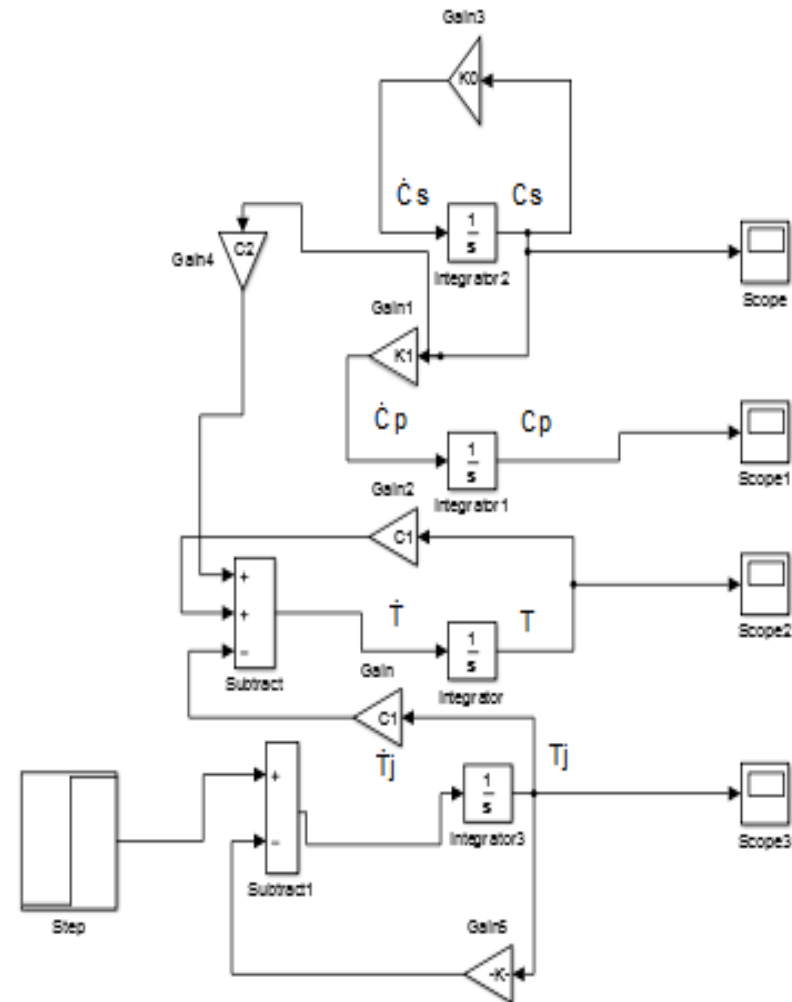 Gain3
K0
Ċs
Cs
1
s
Integrator2
Scope
C2
Gain4
Gain1
K1
Ċp
Cp
1
s
Integrator1
Scope1
Gain2
C1
+
+
−
Subtract
Ṫ
T
1
s
Integrator
Scope2
Gain
C1
Ṫj
Tj
+
−
Subtract1
1
s
Integrator3
Scope3
Step
Gain5
-K-